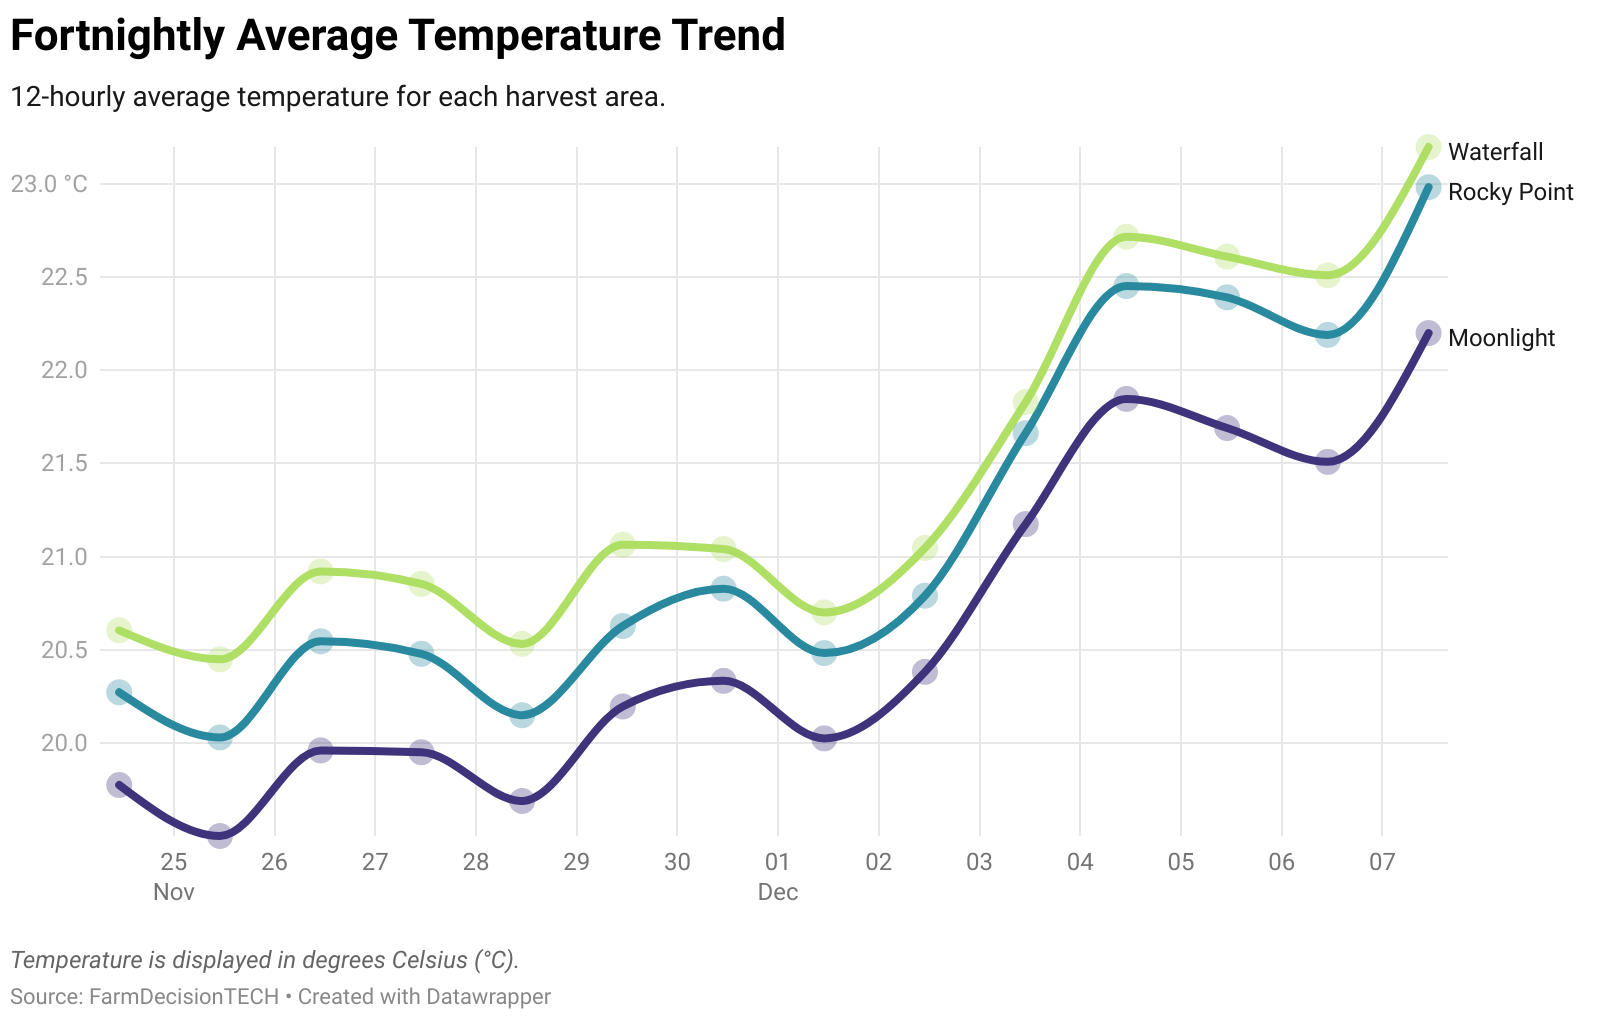 Fortnightly Average Temperature Trend
12-hourly average temperature for each harvest area.
Waterfall
23.0 °C
Rocky Point
22.5
Moonlight
22.0
21.5
21.0
20.5
20.0
25 26 27 28 29 30 01 02 03 04 05 06 07
Nov Dec
Temperature is displayed in degrees Celsius (°C).
Source: FarmDecisionTECH • Created with Datawrapper